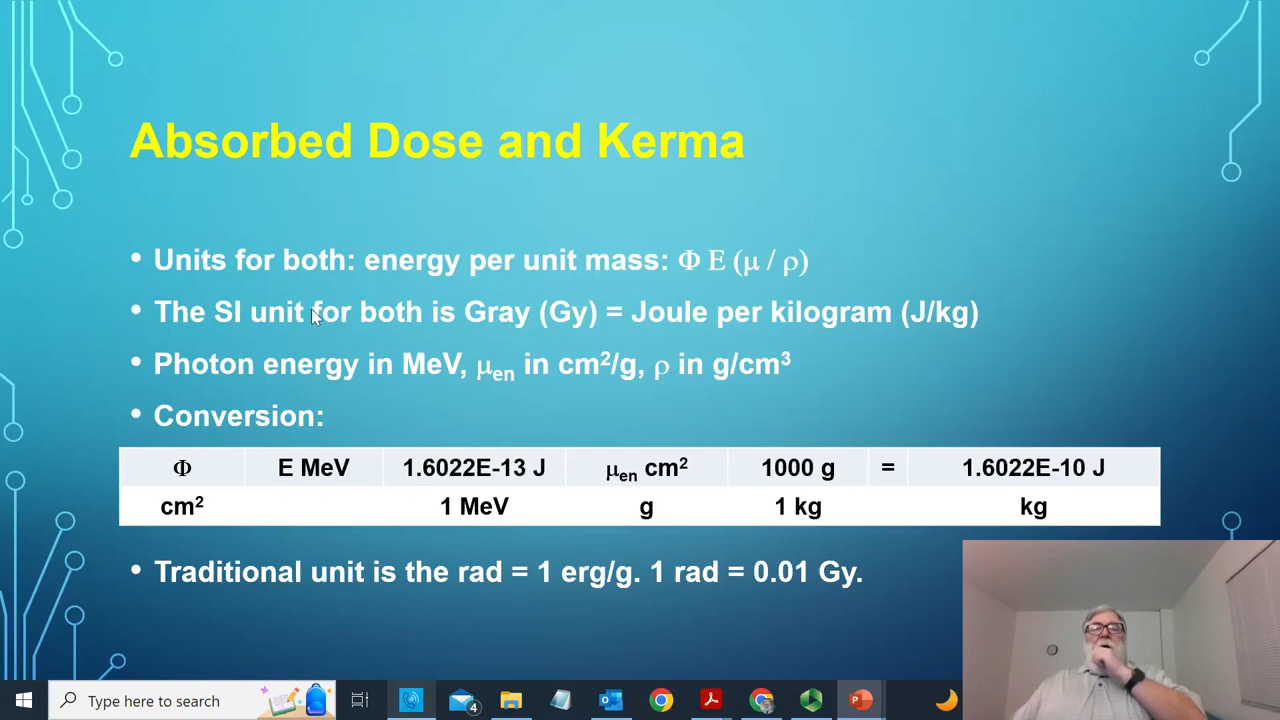 Absorbed Dose and Kerma
• Units for both: energy per unit mass: Φ E (μ / ρ)
• The SI unit for both is Gray (Gy) = Joule per kilogram (J/kg)
• Photon energy in MeV, μen in cm²/g, ρ in g/cm³
• Conversion:
Φ E MeV 1.6022E-13 J μen cm² 1000 g = 1.6022E-10 J
cm² 1 MeV g 1 kg kg
• Traditional unit is the rad = 1 erg/g. 1 rad = 0.01 Gy.
Type here to search
4